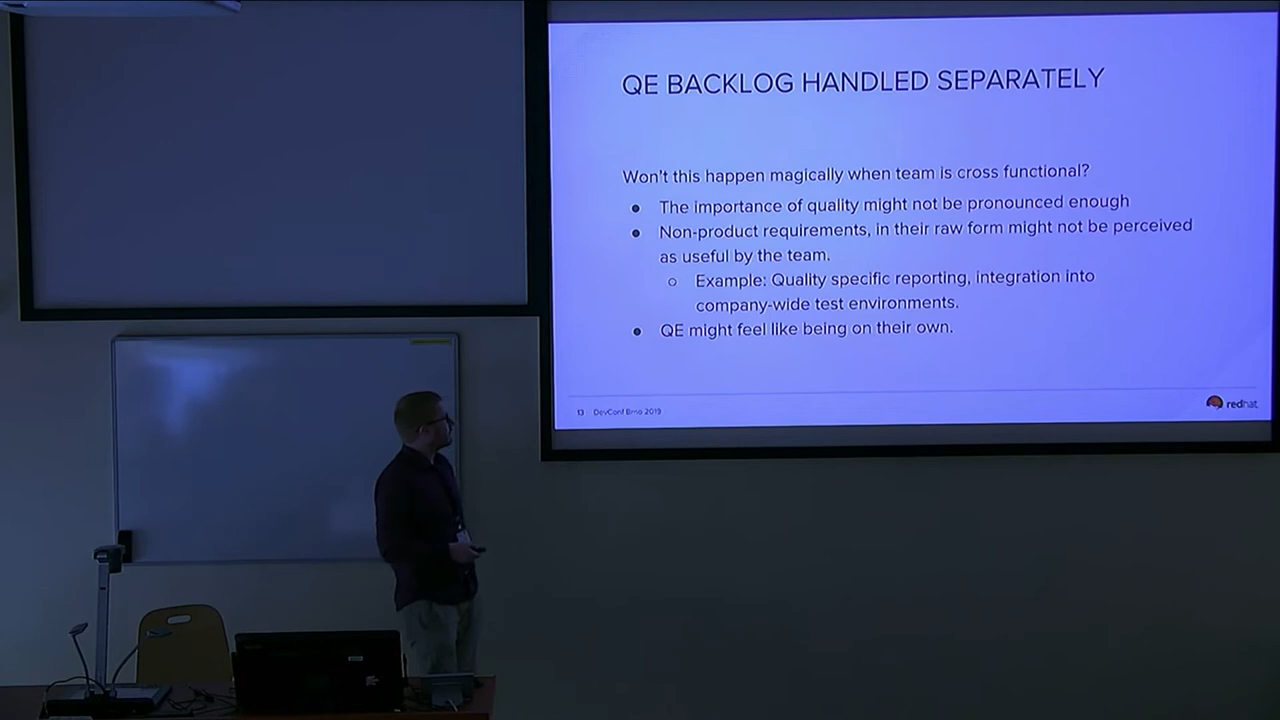 QE BACKLOG HANDLED SEPARATELY
Won't this happen magically when team is cross functional?
● The importance of quality might not be pronounced enough
● Non-product requirements, in their raw form might not be perceived
as useful by the team.
○ Example: Quality specific reporting, integration into
company-wide test environments.
● QE might feel like being on their own.
13 DevConf Brno 2019
redhat